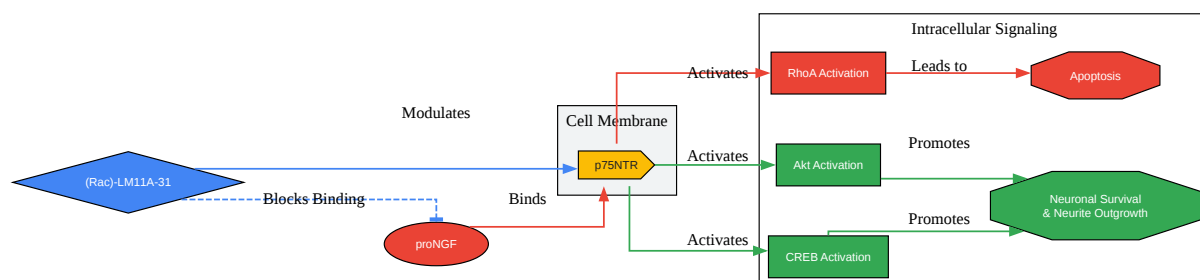 Intracellular Signaling
Activates
RhoA Activation
Leads to
Apoptosis
Modulates
Cell Membrane
p75NTR
Activates
Akt Activation
Promotes
(Rac)-LM11A-31
Blocks Binding
Binds
Neuronal Survival
& Neurite Outgrowth
Promotes
proNGF
Activates
CREB Activation